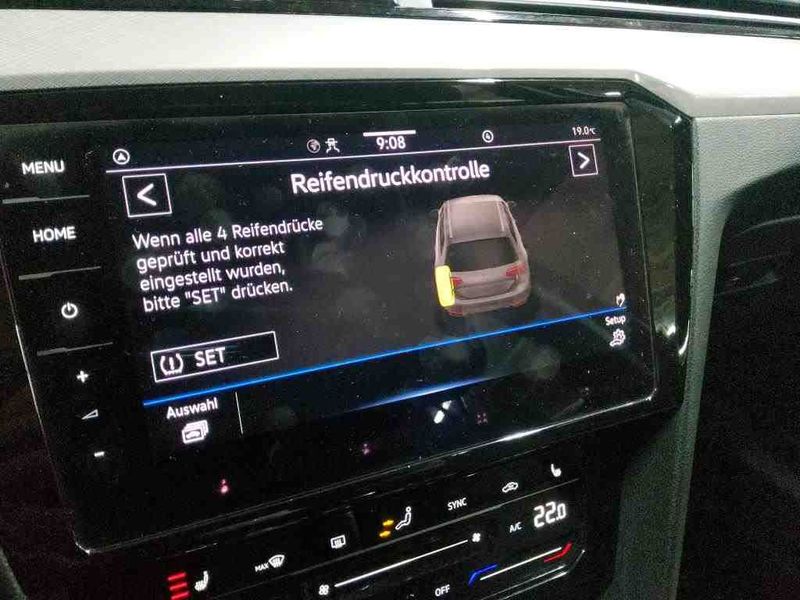 MENU
HOME
9:08
19.0°C
Reifendruckkontrolle
Wenn alle 4 Reifendrücke
geprüft und korrekt
eingestellt wurden,
bitte "SET" drücken.
SET
Setup
Auswahl
MAX
SYNC
A/C
22.0
OFF